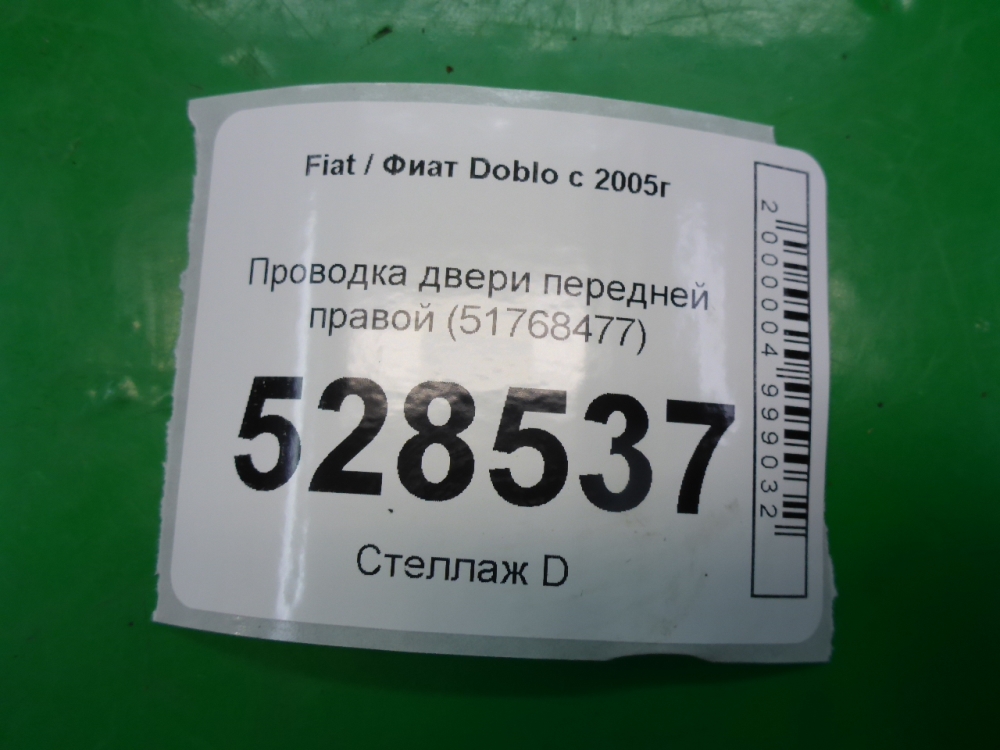 Fiat / Фиат Doblo с 2005г
Проводка двери передней
правой (51768477)
528537
Стеллаж D
2000004999032